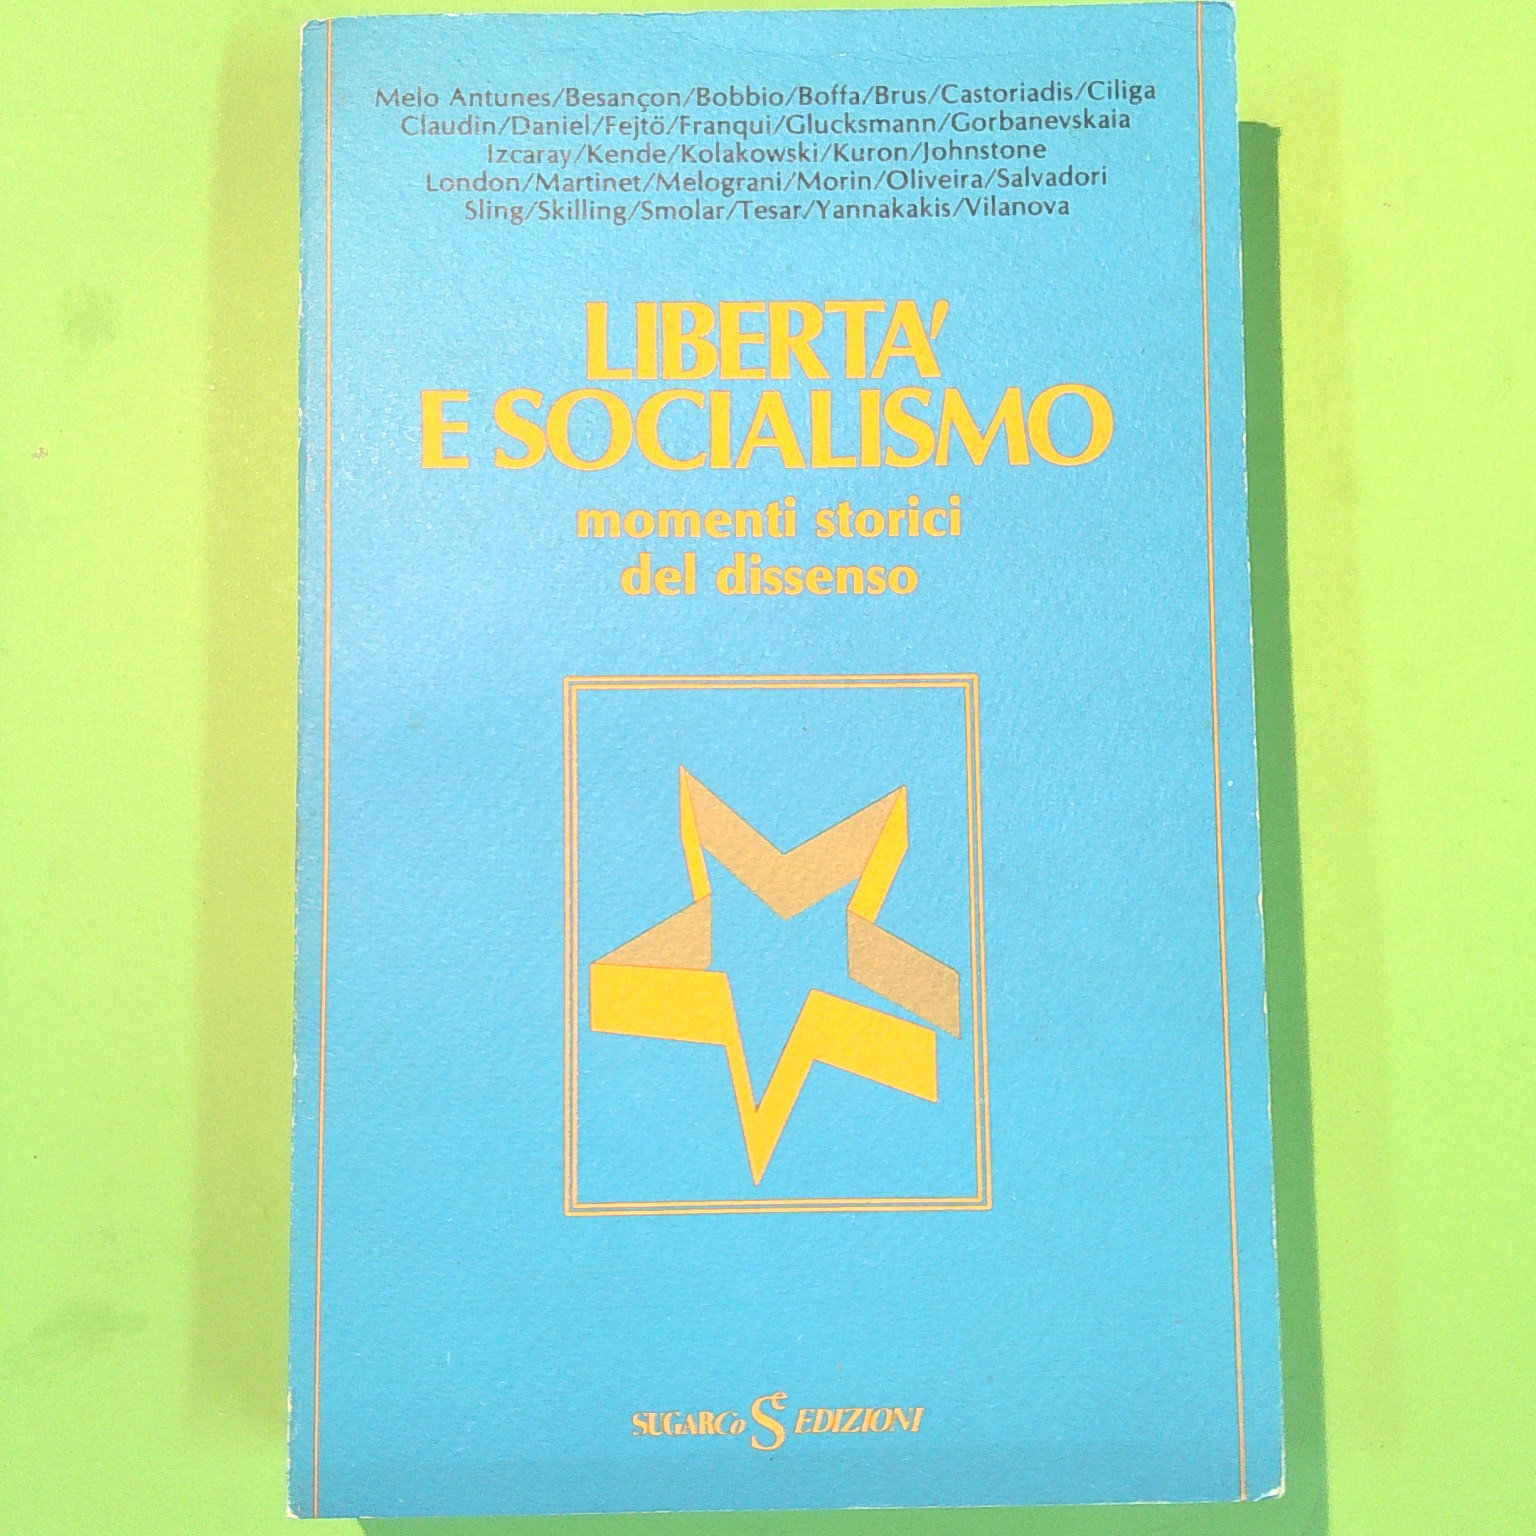 Melo Antunes/Besançon/Bobbio/Boffa/Brus/Castoriadis/Ciliga
Claudin/Daniel/Fejtö/Franqui/Glucksmann/Gorbanevskaia
Izcaray/Kende/Kolakowski/Kuron/Johnstone
London/Martinet/Melograni/Morin/Oliveira/Salvadori
Sling/Skilling/Smolar/Tesar/Yannakakis/Vilanova
LIBERTA'
E SOCIALISMO
momenti storici
del dissenso
SUGARCo Se EDIZIONI